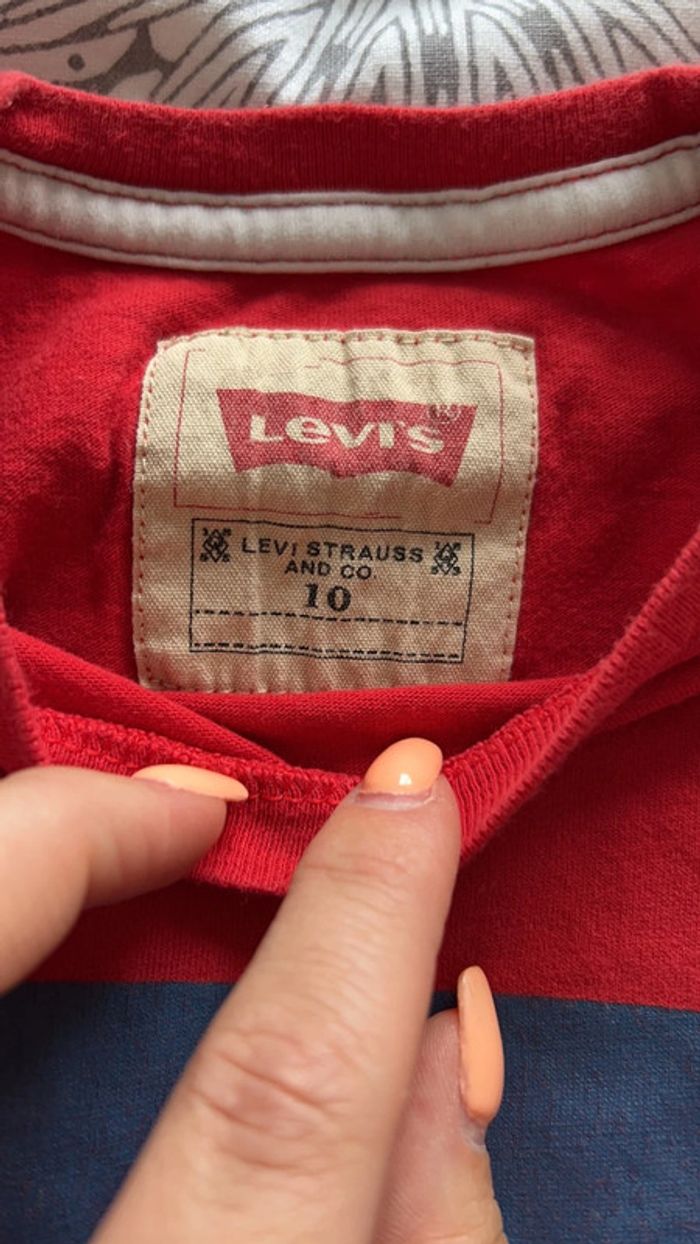 Levi's
LEVI STRAUSS
AND CO.
10